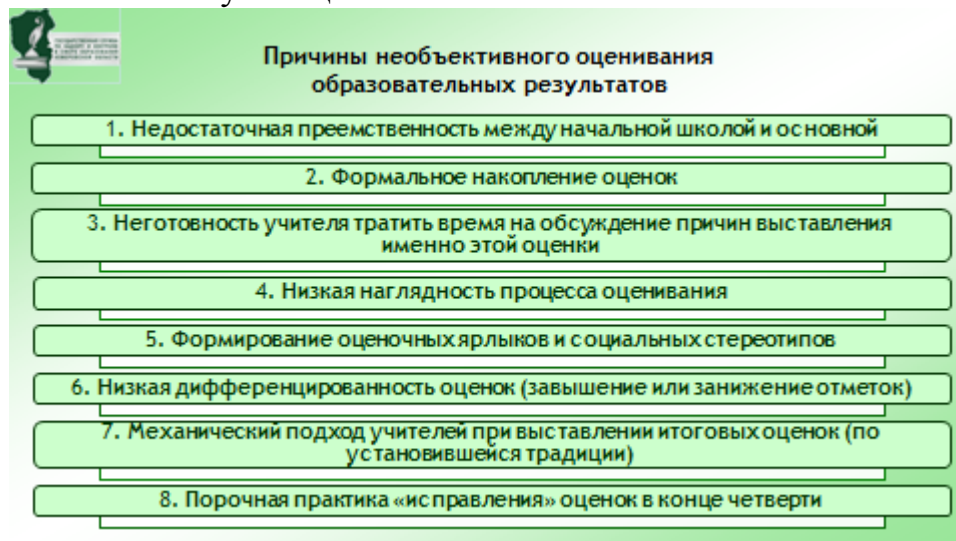 Причины необъективного оценивания
образовательных результатов
1. Недостаточная преемственность между начальной школой и основной
2. Формальное накопление оценок
3. Неготовность учителя тратить время на обсуждение причин выставления
именно этой оценки
4. Низкая наглядность процесса оценивания
5. Формирование оценочных ярлыков и социальных стереотипов
6. Низкая дифференцированность оценок (завышение или занижение отметок)
7. Механический подход учителей при выставлении итоговых оценок (по
установившейся традиции)
8. Порочная практика «исправления» оценок в конце четверти